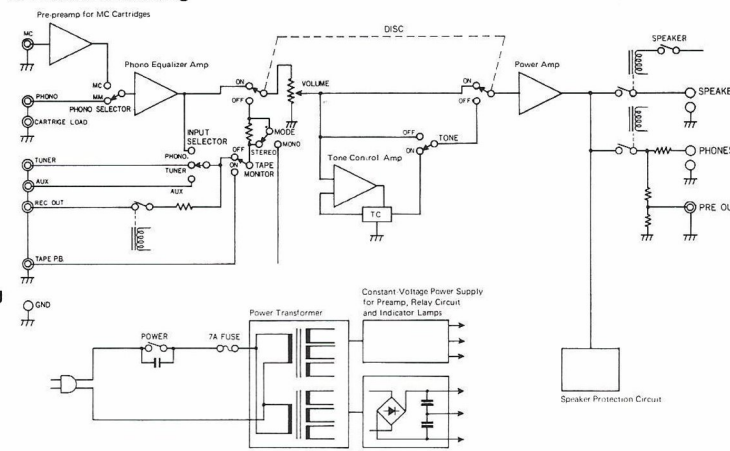 Pre-preamp for MC Cartridges
DISC
SPEAKER
MC
Phono Equalizer Amp
Power Amp
ON
VOLUME
ON
MC
PHONO
MM
PHONO SELECTOR
OFF
OFF
SPEAKE
CARTRIGE LOAD
INPUT
SELECTOR
MODE
STEREO
MONO
OFF
TONE
ON
TUNER
PHONO.
OFF
ON
TAPE
MONITOR
Tone Control Amp
PHONES
TUNER
AUX
AUX
REC OUT
TC
PRE OU
TAPE P.B.
GND
Constant-Voltage Power Supply
for Preamp, Relay Circuit
and Indicator Lamps
Power Transformer
POWER
7A FUSE
Speaker Protection Circuit